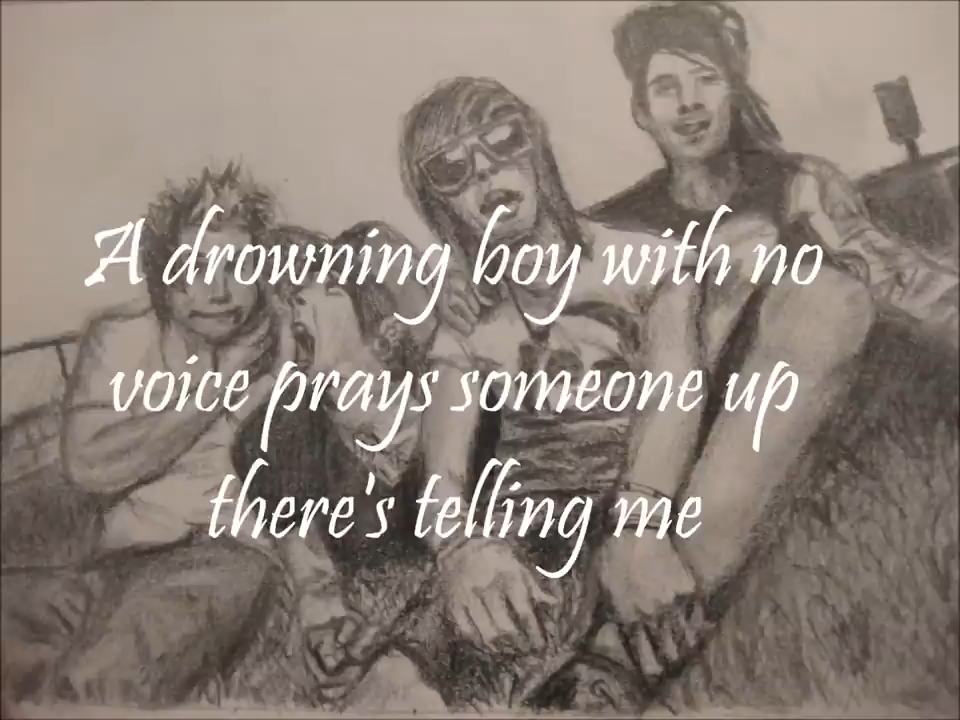 A drowning boy with no
voice prays someone up
there's telling me